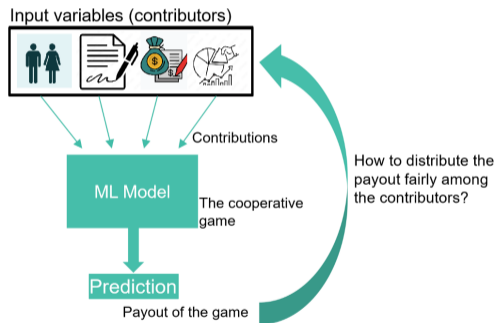 Input variables (contributors)
Contributions
ML Model
The cooperative
game
Prediction
Payout of the game
How to distribute the
payout fairly among
the contributors?